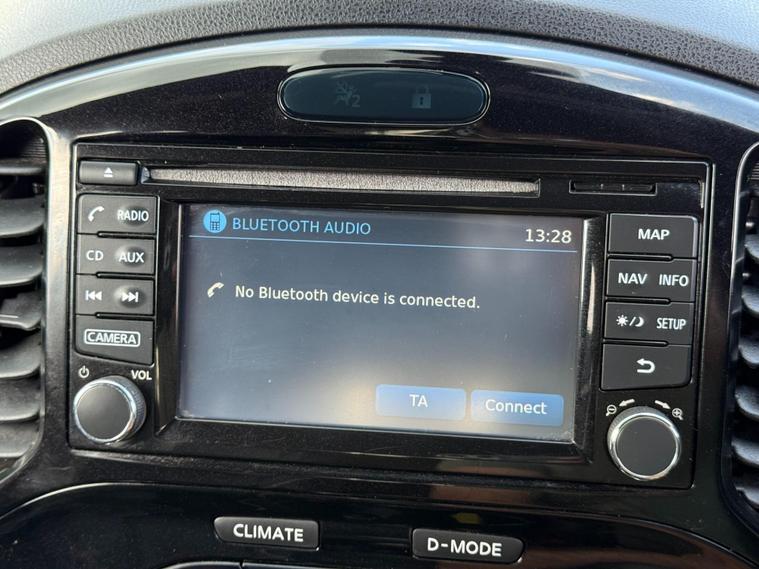 2
RADIO
CD AUX
CAMERA
VOL
BLUETOOTH AUDIO 13:28
No Bluetooth device is connected.
TA Connect
MAP
NAV INFO
SETUP
CLIMATE
D-MODE